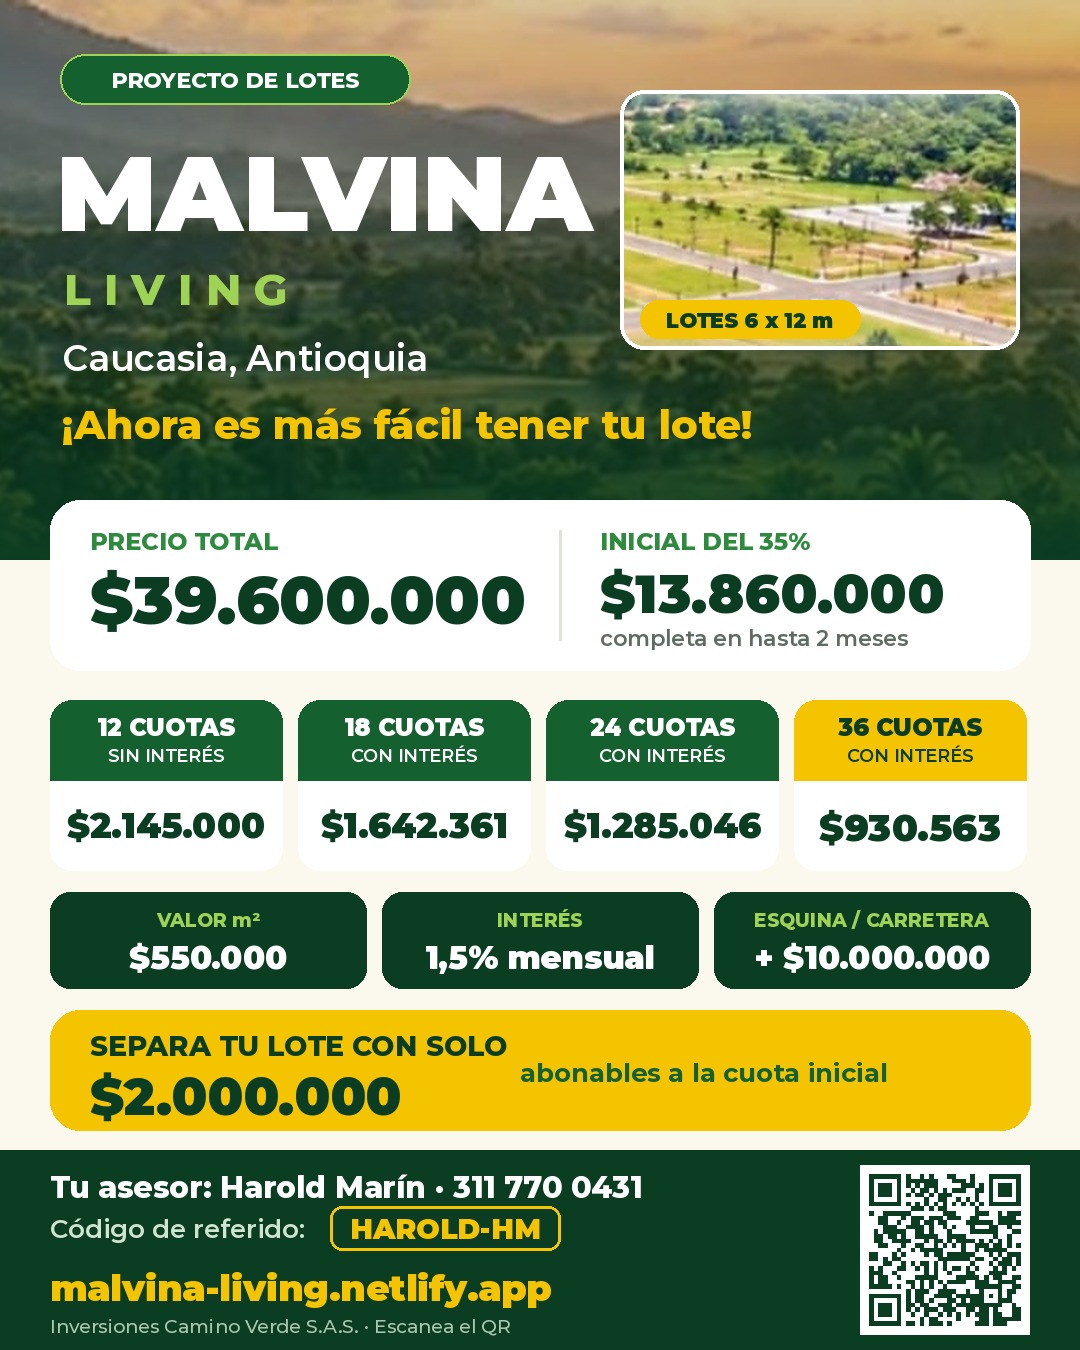 PROYECTO DE LOTES
MALVINA
LIVING
Caucasia, Antioquia
¡Ahora es más fácil tener tu lote!
LOTES 6 x 12 m
PRECIO TOTAL
$39.600.000
INICIAL DEL 35%
$13.860.000
completa en hasta 2 meses
12 CUOTAS
SIN INTERÉS
$2.145.000
18 CUOTAS
CON INTERÉS
$1.642.361
24 CUOTAS
CON INTERÉS
$1.285.046
36 CUOTAS
CON INTERÉS
$930.563
VALOR m²
$550.000
INTERÉS
1,5% mensual
ESQUINA / CARRETERA
+ $10.000.000
SEPARA TU LOTE CON SOLO
$2.000.000
abonables a la cuota inicial
Tu asesor: Harold Marín · 311 770 0431
Código de referido: HAROLD-HM
malvina-living.netlify.app
Inversiones Camino Verde S.A.S. · Escanea el QR